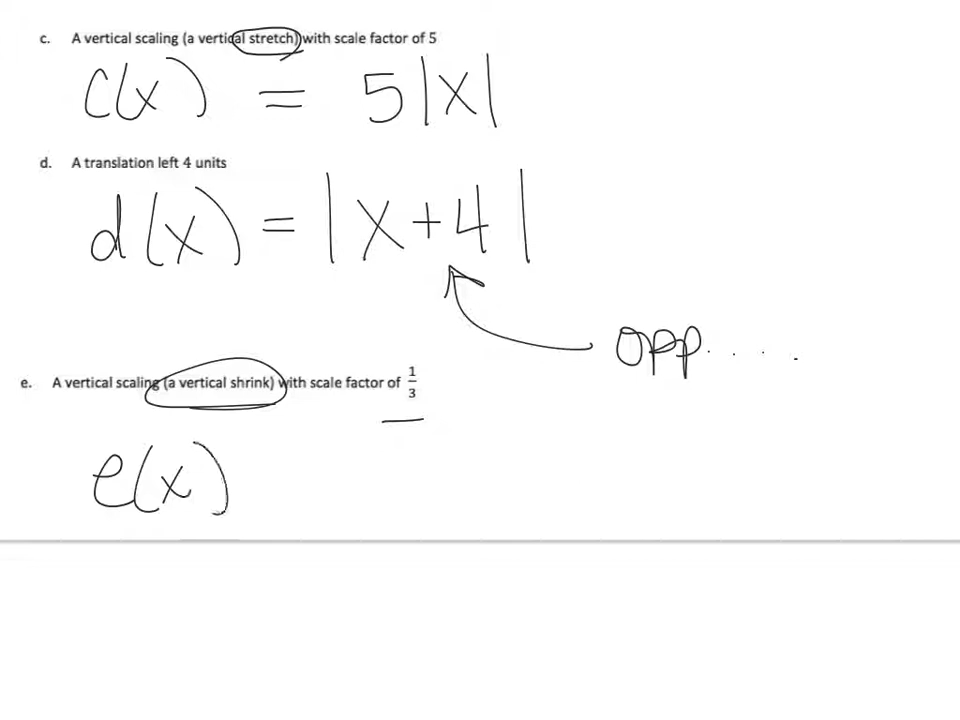 c. A vertical scaling (a vertical stretch) with scale factor of 5
c(x) = 5|x|
d. A translation left 4 units
d(x) = |x+4|
opp.....
e. A vertical scaling (a vertical shrink) with scale factor of 1/3
e(x)